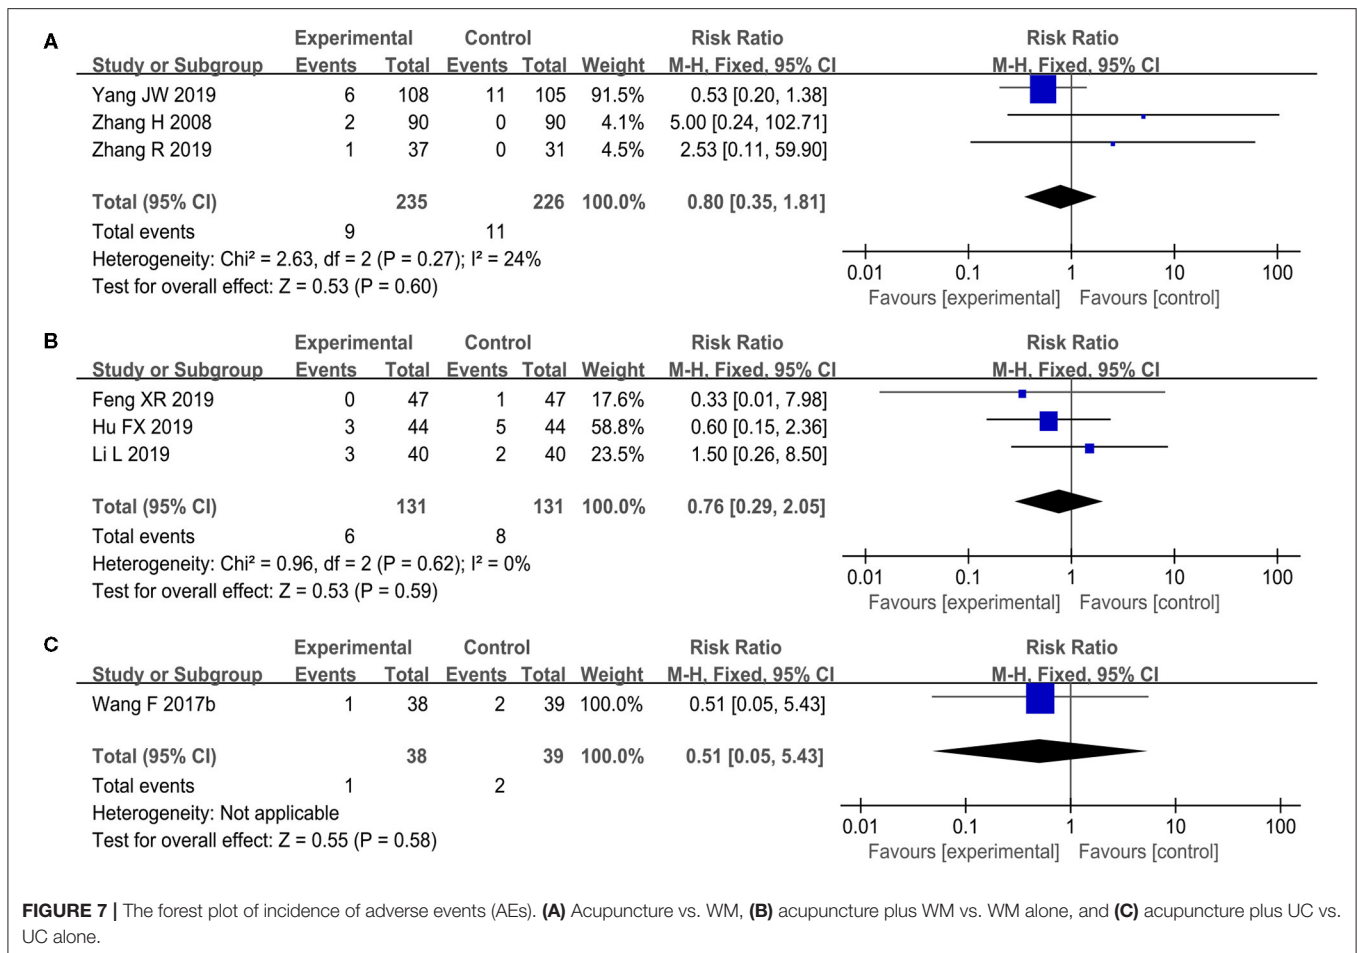 A
Experimental Control Risk Ratio Risk Ratio
Study or Subgroup Events Total Events Total Weight M-H, Fixed, 95% CI M-H, Fixed, 95% CI
Yang JW 2019 6 108 11 105 91.5% 0.53 [0.20, 1.38]
Zhang H 2008 2 90 0 90 4.1% 5.00 [0.24, 102.71]
Zhang R 2019 1 37 0 31 4.5% 2.53 [0.11, 59.90]
Total (95% CI) 235 226 100.0% 0.80 [0.35, 1.81]
Total events 9 11
Heterogeneity: Chi² = 2.63, df = 2 (P = 0.27); I² = 24%
Test for overall effect: Z = 0.53 (P = 0.60)
0.01 0.1 1 10 100
Favours [experimental] Favours [control]
B
Experimental Control Risk Ratio Risk Ratio
Study or Subgroup Events Total Events Total Weight M-H, Fixed, 95% CI M-H, Fixed, 95% CI
Feng XR 2019 0 47 1 47 17.6% 0.33 [0.01, 7.98]
Hu FX 2019 3 44 5 44 58.8% 0.60 [0.15, 2.36]
Li L 2019 3 40 2 40 23.5% 1.50 [0.26, 8.50]
Total (95% CI) 131 131 100.0% 0.76 [0.29, 2.05]
Total events 6 8
Heterogeneity: Chi² = 0.96, df = 2 (P = 0.62); I² = 0%
Test for overall effect: Z = 0.53 (P = 0.59)
0.01 0.1 1 10 100
Favours [experimental] Favours [control]
C
Experimental Control Risk Ratio Risk Ratio
Study or Subgroup Events Total Events Total Weight M-H, Fixed, 95% CI M-H, Fixed, 95% CI
Wang F 2017b 1 38 2 39 100.0% 0.51 [0.05, 5.43]
Total (95% CI) 38 39 100.0% 0.51 [0.05, 5.43]
Total events 1 2
Heterogeneity: Not applicable
Test for overall effect: Z = 0.55 (P = 0.58)
0.01 0.1 1 10 100
Favours [experimental] Favours [control]
FIGURE 7 | The forest plot of incidence of adverse events (AEs). (A) Acupuncture vs. WM, (B) acupuncture plus WM vs. WM alone, and (C) acupuncture plus UC vs.
UC alone.